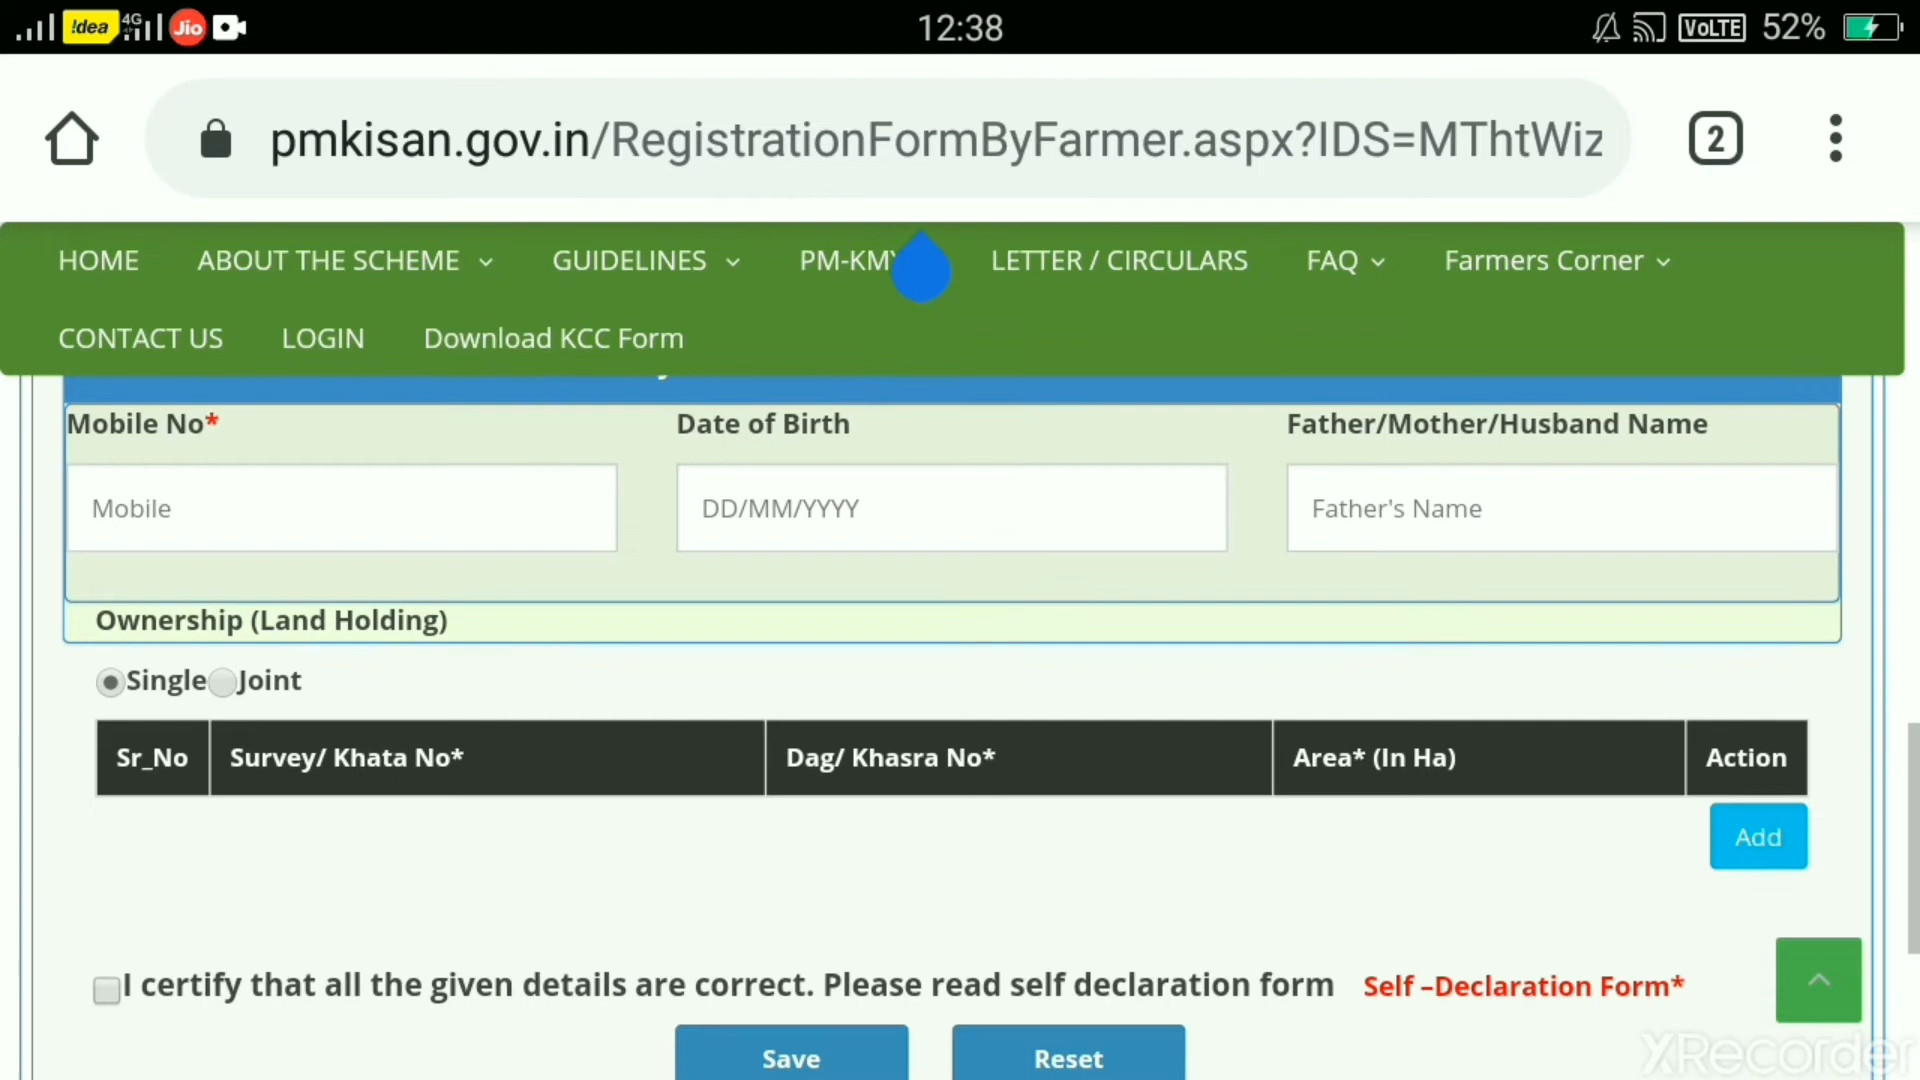 !dea 4G Jio 12:38 VoLTE 52%
pmkisan.gov.in/RegistrationFormByFarmer.aspx?IDS=MThtWiz 2
HOME ABOUT THE SCHEME GUIDELINES PM-KMY LETTER / CIRCULARS FAQ Farmers Corner
CONTACT US LOGIN Download KCC Form
Mobile No* Date of Birth Father/Mother/Husband Name
Mobile DD/MM/YYYY Father's Name
Ownership (Land Holding)
Single Joint
Sr_No Survey/ Khata No* Dag/ Khasra No* Area* (In Ha) Action
Add
I certify that all the given details are correct. Please read self declaration form Self –Declaration Form*
Save Reset
XRecorder